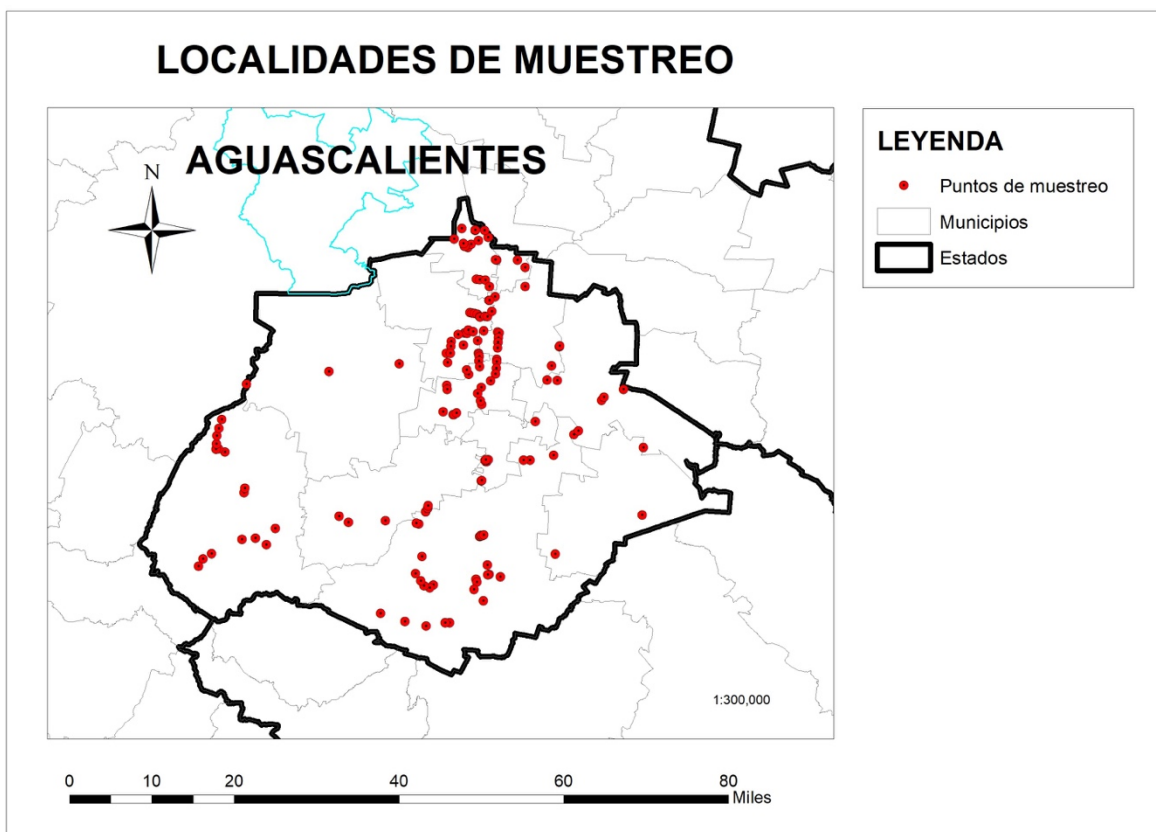 LOCALIDADES DE MUESTREO
AGUASCALIENTES
N
LEYENDA
Puntos de muestreo
Municipios
Estados
1:300,000
0 10 20 40 60 80
Miles